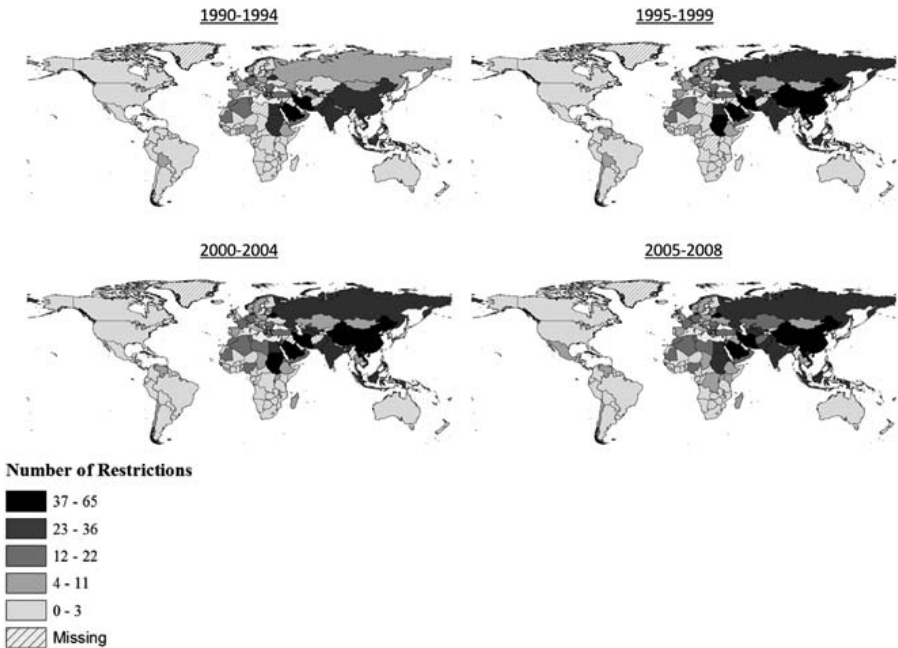 1990-1994
1995-1999
2000-2004
2005-2008
Number of Restrictions
37 - 65
23 - 36
12 - 22
4 - 11
0 - 3
Missing